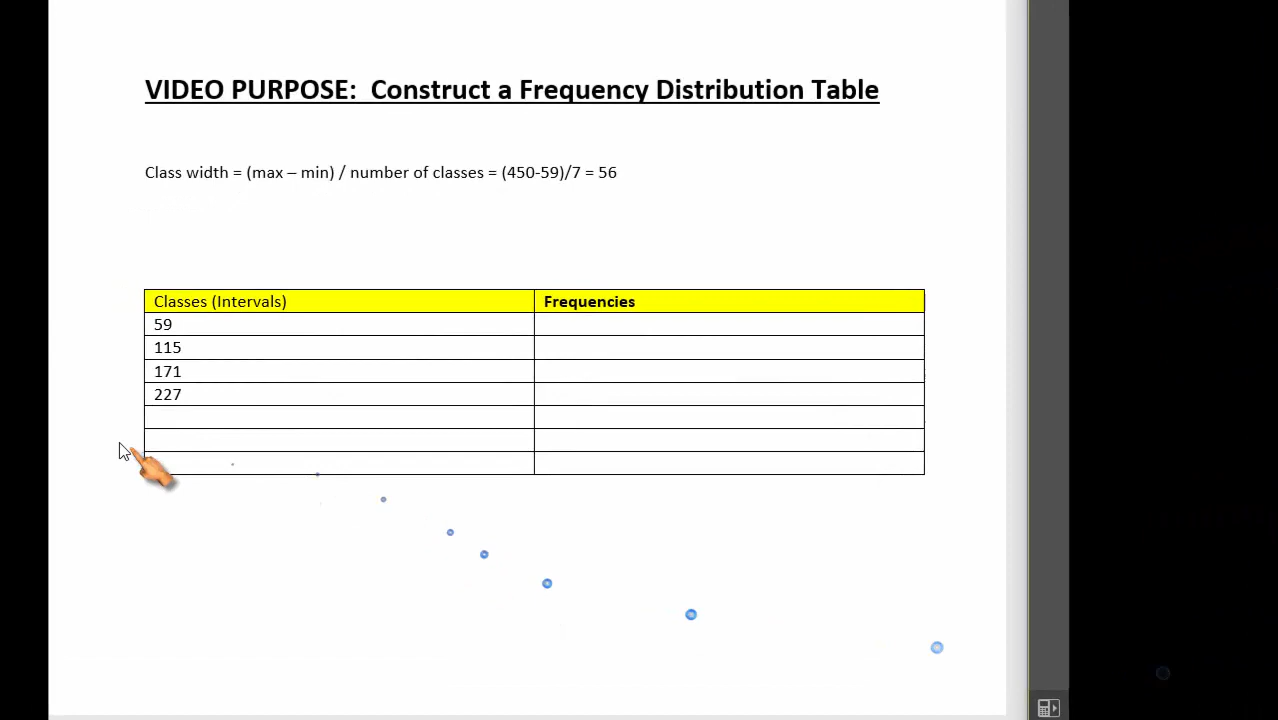 VIDEO PURPOSE: Construct a Frequency Distribution Table
Class width = (max – min) / number of classes = (450-59)/7 = 56
Classes (Intervals) Frequencies
59
115
171
227